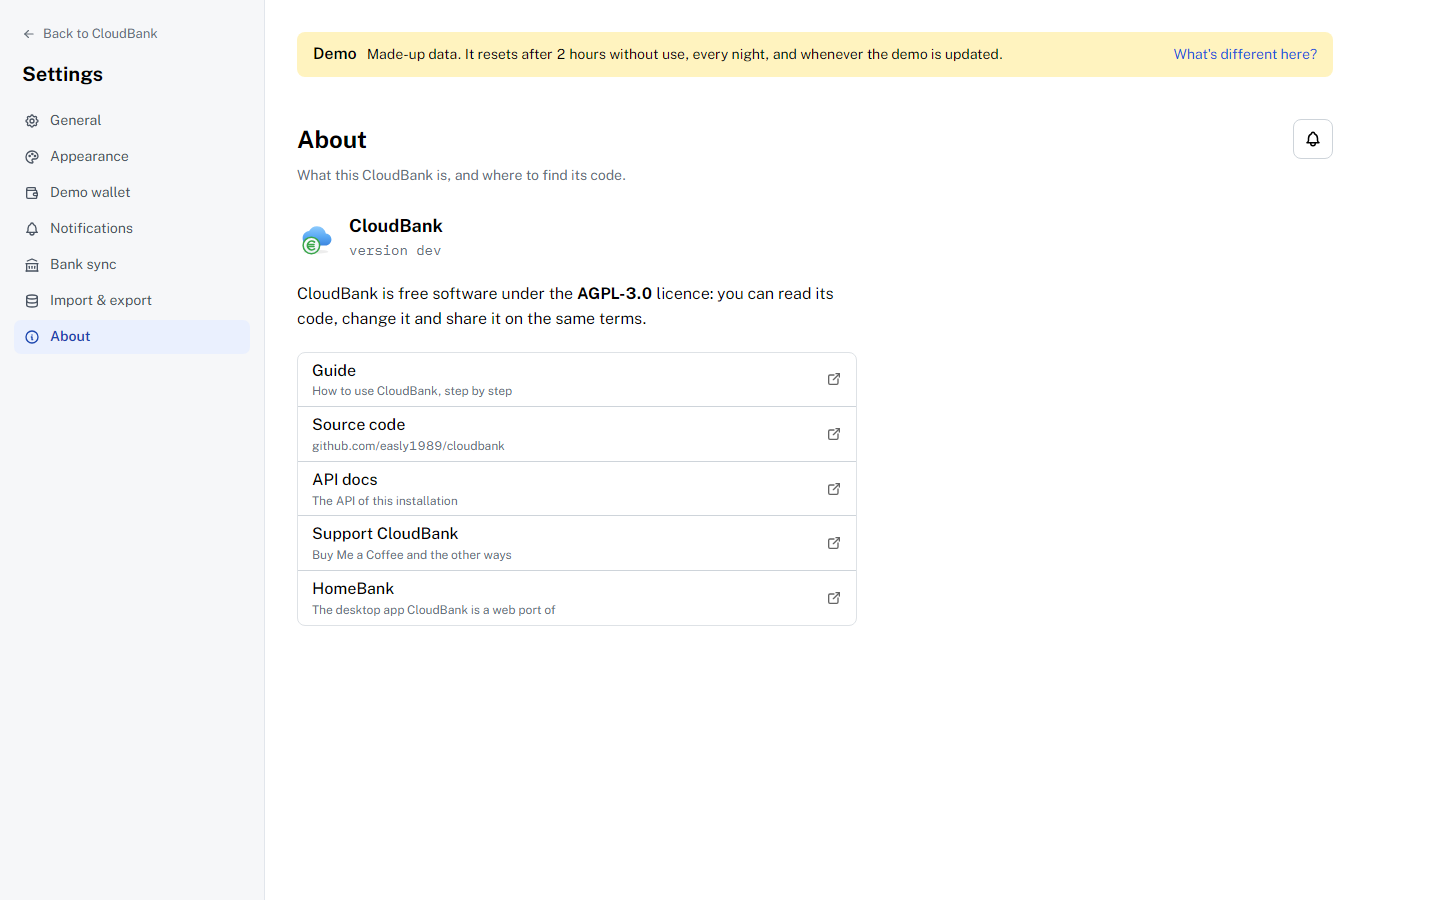 Back to CloudBank
Settings
General
Appearance
Demo wallet
Notifications
Bank sync
Import & export
About
Demo Made-up data. It resets after 2 hours without use, every night, and whenever the demo is updated. What's different here?
About
What this CloudBank is, and where to find its code.
CloudBank
version dev
CloudBank is free software under the AGPL-3.0 licence: you can read its
code, change it and share it on the same terms.
Guide
How to use CloudBank, step by step
Source code
github.com/easly1989/cloudbank
API docs
The API of this installation
Support CloudBank
Buy Me a Coffee and the other ways
HomeBank
The desktop app CloudBank is a web port of